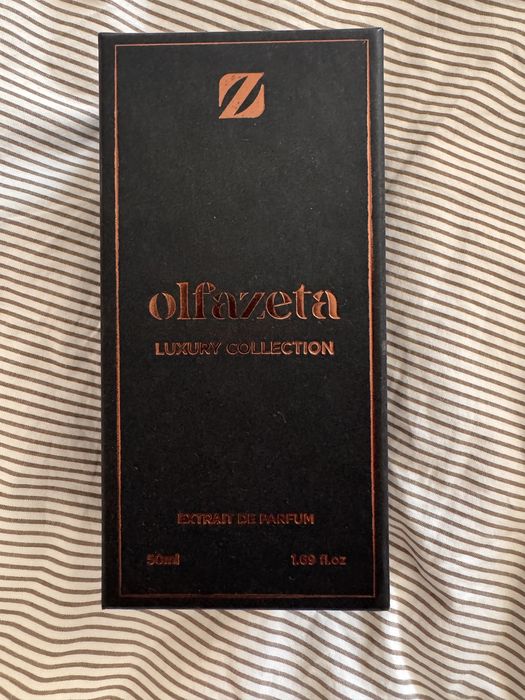 Z
olfazeta
LUXURY COLLECTION
EXTRAIT DE PARFUM
50ml 1.69 fl.oz